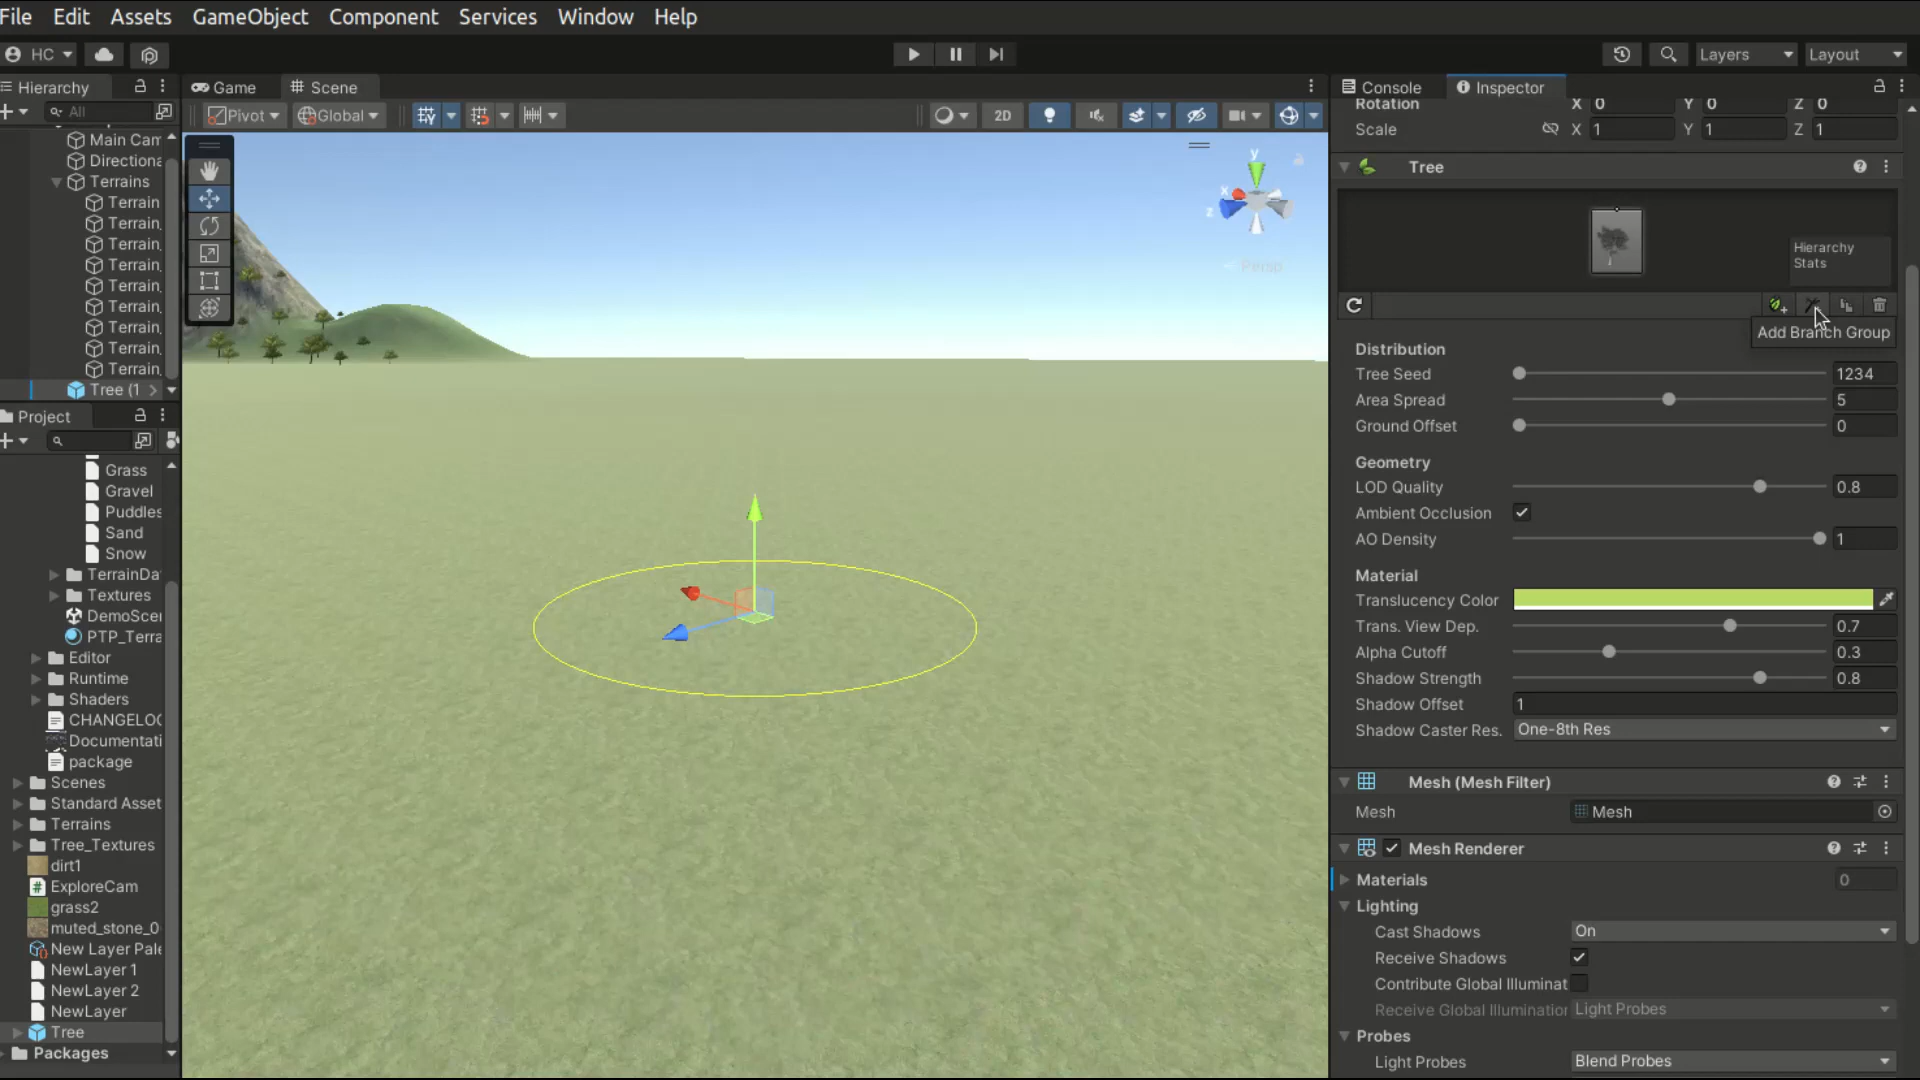 File Edit Assets GameObject Component Services Window Help
HC
Layers
Layout
Hierarchy
All
Main Cam
Directiona
Terrains
Terrain
Terrain
Terrain
Terrain
Terrain
Terrain
Terrain
Terrain
Terrain
Tree (1
Project
Grass
Gravel
Puddles
Sand
Snow
TerrainDa
Textures
DemoScen
PTP_Terra
Editor
Runtime
Shaders
CHANGELOG
Documentati
package
Scenes
Standard Asset
Terrains
Tree_Textures
dirt1
ExploreCam
grass2
muted_stone_0
New Layer Pale
NewLayer 1
NewLayer 2
NewLayer
Tree
Packages
Game
Scene
Pivot
Global
2D
y
x
z
Persp
Console
Inspector
Rotation X 0 Y 0 Z 0
Scale X 1 Y 1 Z 1
Tree
Hierarchy
Stats
Add Branch Group
Distribution
Tree Seed 1234
Area Spread 5
Ground Offset 0
Geometry
LOD Quality 0.8
Ambient Occlusion
AO Density 1
Material
Translucency Color
Trans. View Dep. 0.7
Alpha Cutoff 0.3
Shadow Strength 0.8
Shadow Offset 1
Shadow Caster Res. One-8th Res
Mesh (Mesh Filter)
Mesh Mesh
Mesh Renderer
Materials 0
Lighting
Cast Shadows On
Receive Shadows
Contribute Global Illuminat
Receive Global Illumination Light Probes
Probes
Light Probes Blend Probes